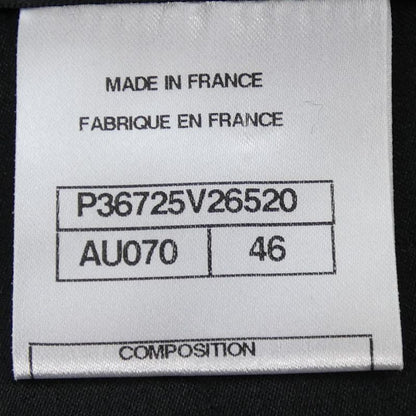 MADE IN FRANCE
FABRIQUE EN FRANCE
P36725V26520
AU070 46
COMPOSITION